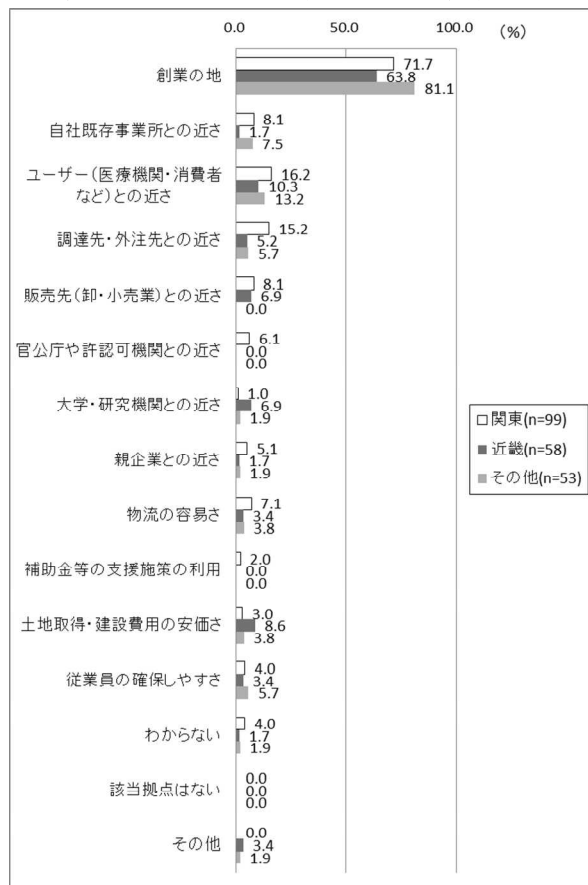 0.0 50.0 100.0 (%)
創業の地
71.7
63.8
81.1
自社既存事業所との近さ
8.1
1.7
7.5
ユーザー(医療機関・消費者
など)との近さ
16.2
10.3
13.2
調達先・外注先との近さ
15.2
5.2
5.7
販売先(卸・小売業)との近さ
8.1
6.9
0.0
官公庁や許認可機関との近さ
6.1
0.0
0.0
大学・研究機関との近さ
1.0
6.9
1.9
親企業との近さ
5.1
1.7
1.9
物流の容易さ
7.1
3.4
3.8
補助金等の支援施策の利用
2.0
0.0
0.0
土地取得・建設費用の安価さ
3.0
8.6
3.8
従業員の確保しやすさ
4.0
3.4
5.7
わからない
4.0
1.7
1.9
該当拠点はない
0.0
0.0
0.0
その他
0.0
3.4
1.9
関東(n=99)
近畿(n=58)
その他(n=53)